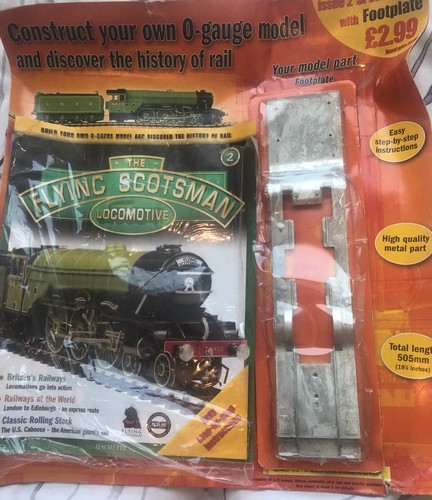 Construct your own O-gauge model
and discover the history of rail
Issue 2
with Footplate
£2.99
Your model part
Footplate
BUILD YOUR OWN O-GAUGE MODEL AND DISCOVER THE HISTORY OF RAIL
2
THE
FLYING SCOTSMAN
LOCOMOTIVE
Easy
step-by-step
instructions
High quality
metal part
Total length
505mm
(19⅞ inches)
Britain's Railways
Locomotives go into action
Railways of the World
London to Edinburgh - an express route
Classic Rolling Stock
The U.S. Caboose - the American guard's van
HACHETTE